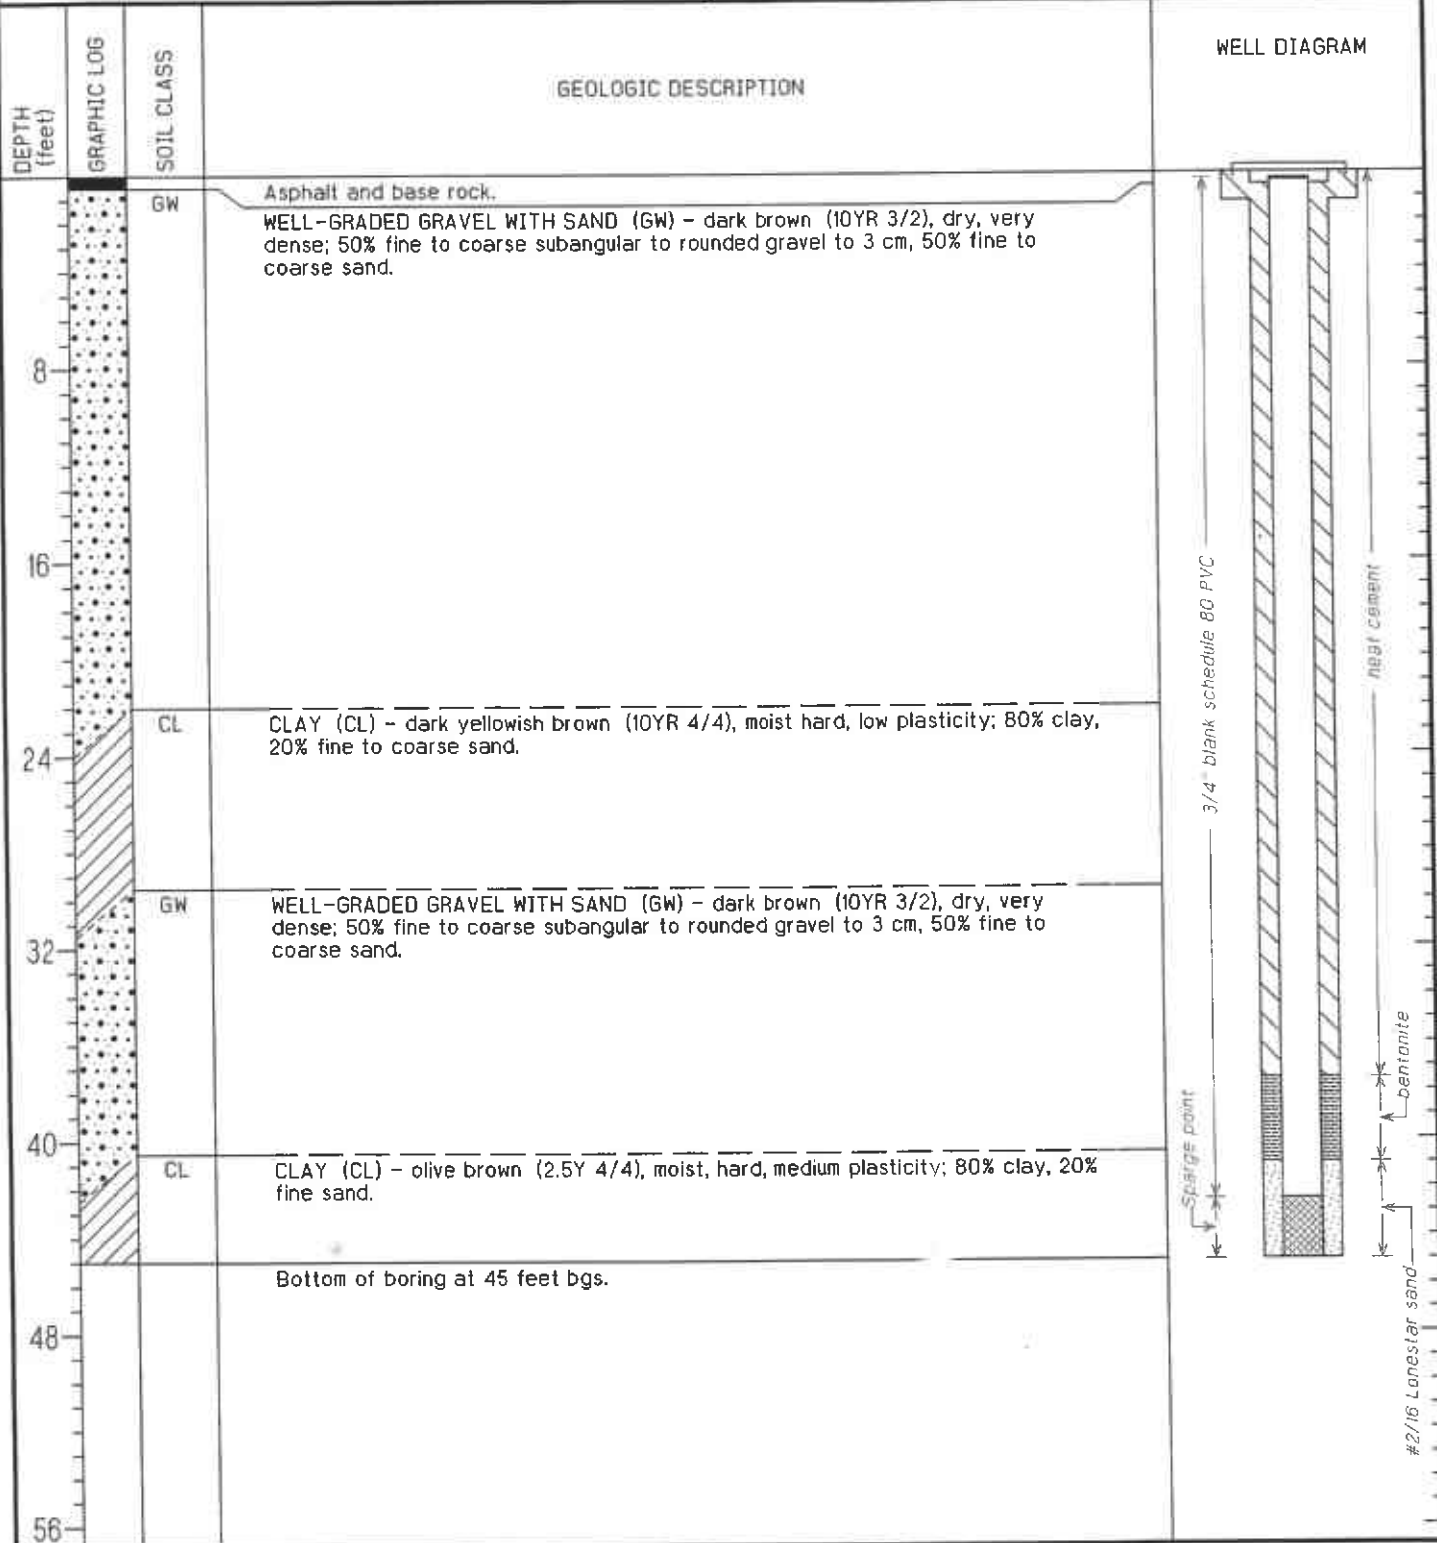 DEPTH
(feet)
GRAPHIC LOG
SOIL CLASS
GEOLOGIC DESCRIPTION
WELL DIAGRAM
Asphalt and base rock.
GW
WELL-GRADED GRAVEL WITH SAND (GW) - dark brown (10YR 3/2), dry, very
dense; 50% fine to coarse subangular to rounded gravel to 3 cm, 50% fine to
coarse sand.
8
16
CL
CLAY (CL) - dark yellowish brown (10YR 4/4), moist hard, low plasticity; 80% clay,
20% fine to coarse sand.
24
GW
WELL-GRADED GRAVEL WITH SAND (GW) - dark brown (10YR 3/2), dry, very
dense; 50% fine to coarse subangular to rounded gravel to 3 cm, 50% fine to
coarse sand.
32
40
CL
CLAY (CL) - olive brown (2.5Y 4/4), moist, hard, medium plasticity; 80% clay, 20%
fine sand.
Bottom of boring at 45 feet bgs.
48
56
3/4" blank schedule 80 PVC
neat cement
bentonite
Sparge point
#2/16 Lonestar sand